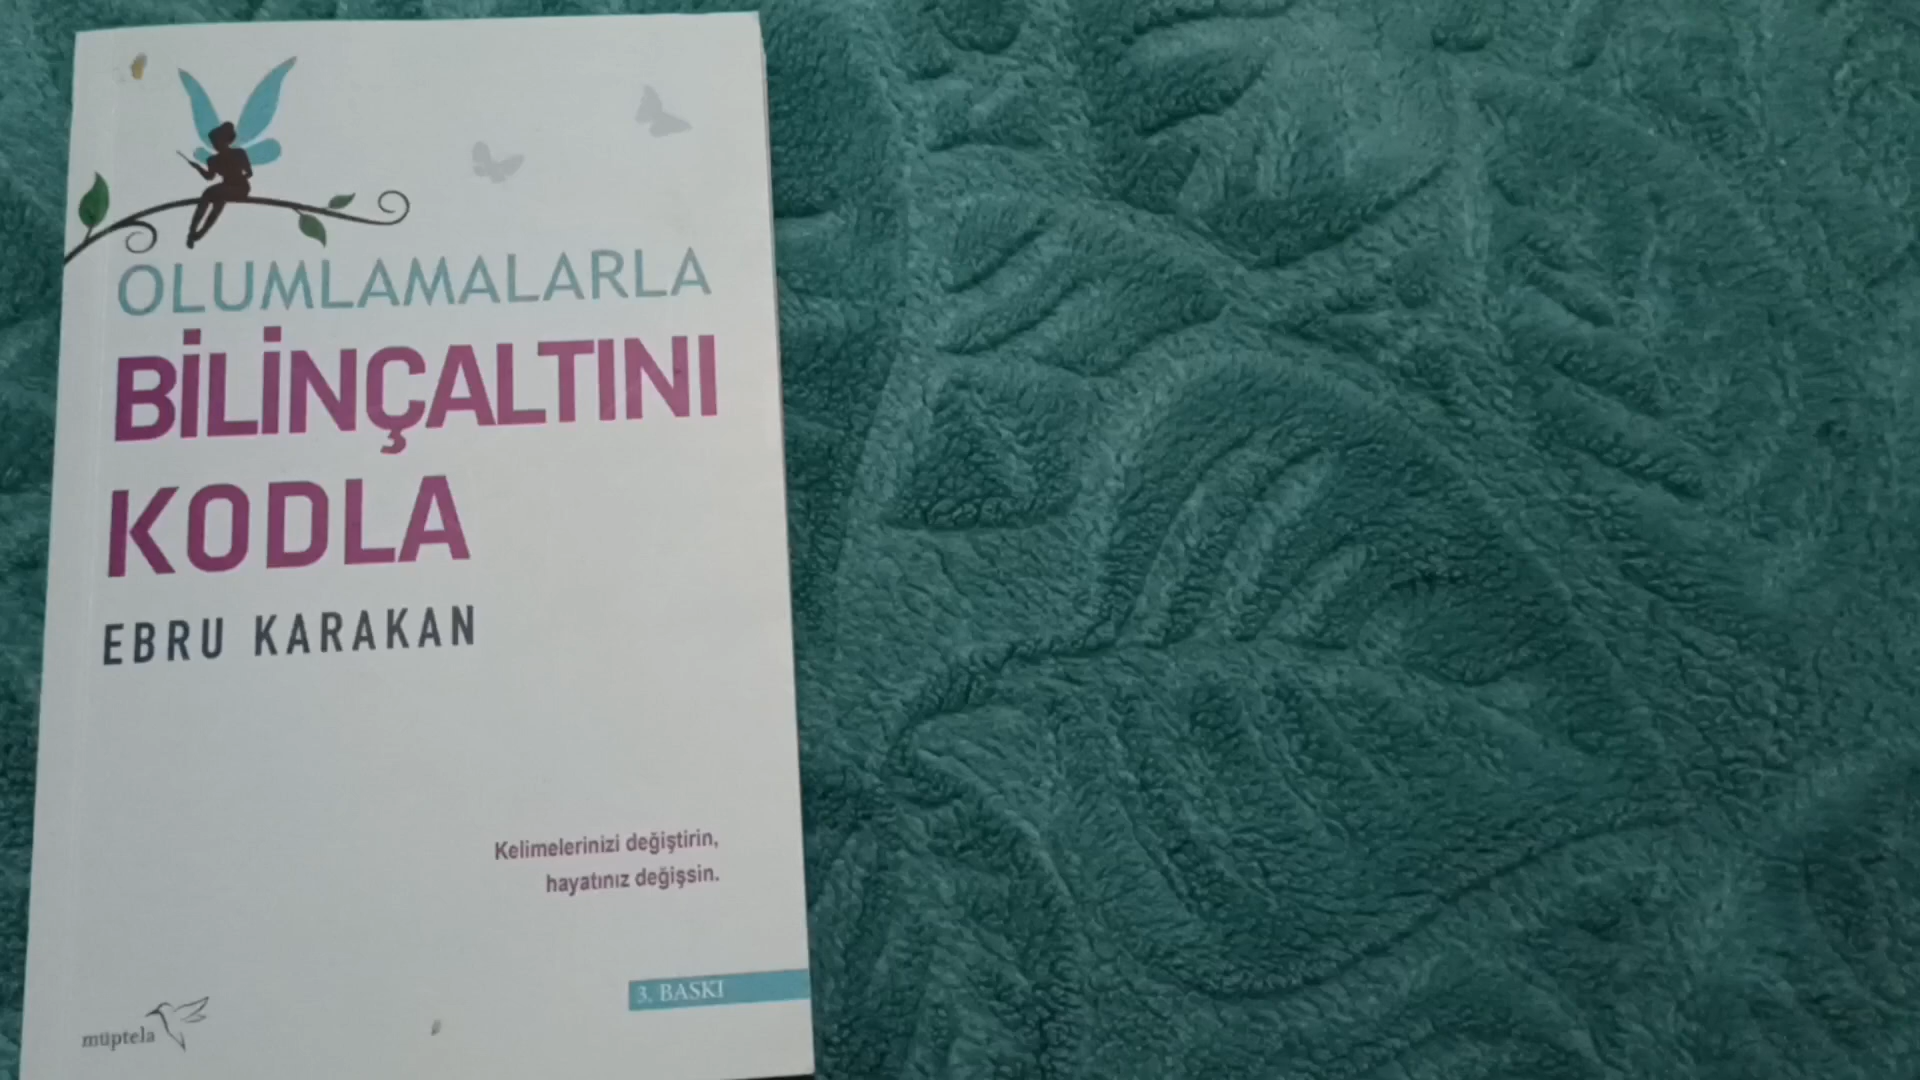 OLUMLAMALARLA
BİLİNÇALTINI
KODLA
EBRU KARAKAN
Kelimelerinizi değiştirin,
hayatınız değişsin.
3. BASKI
müptela